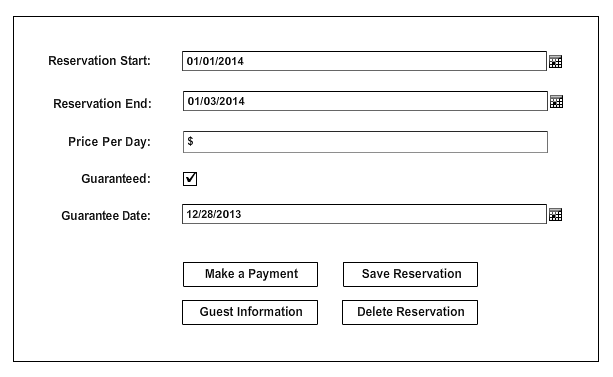 Reservation Start: 01/01/2014
Reservation End: 01/03/2014
Price Per Day: $
Guaranteed:
Guarantee Date: 12/28/2013
Make a Payment Save Reservation
Guest Information Delete Reservation